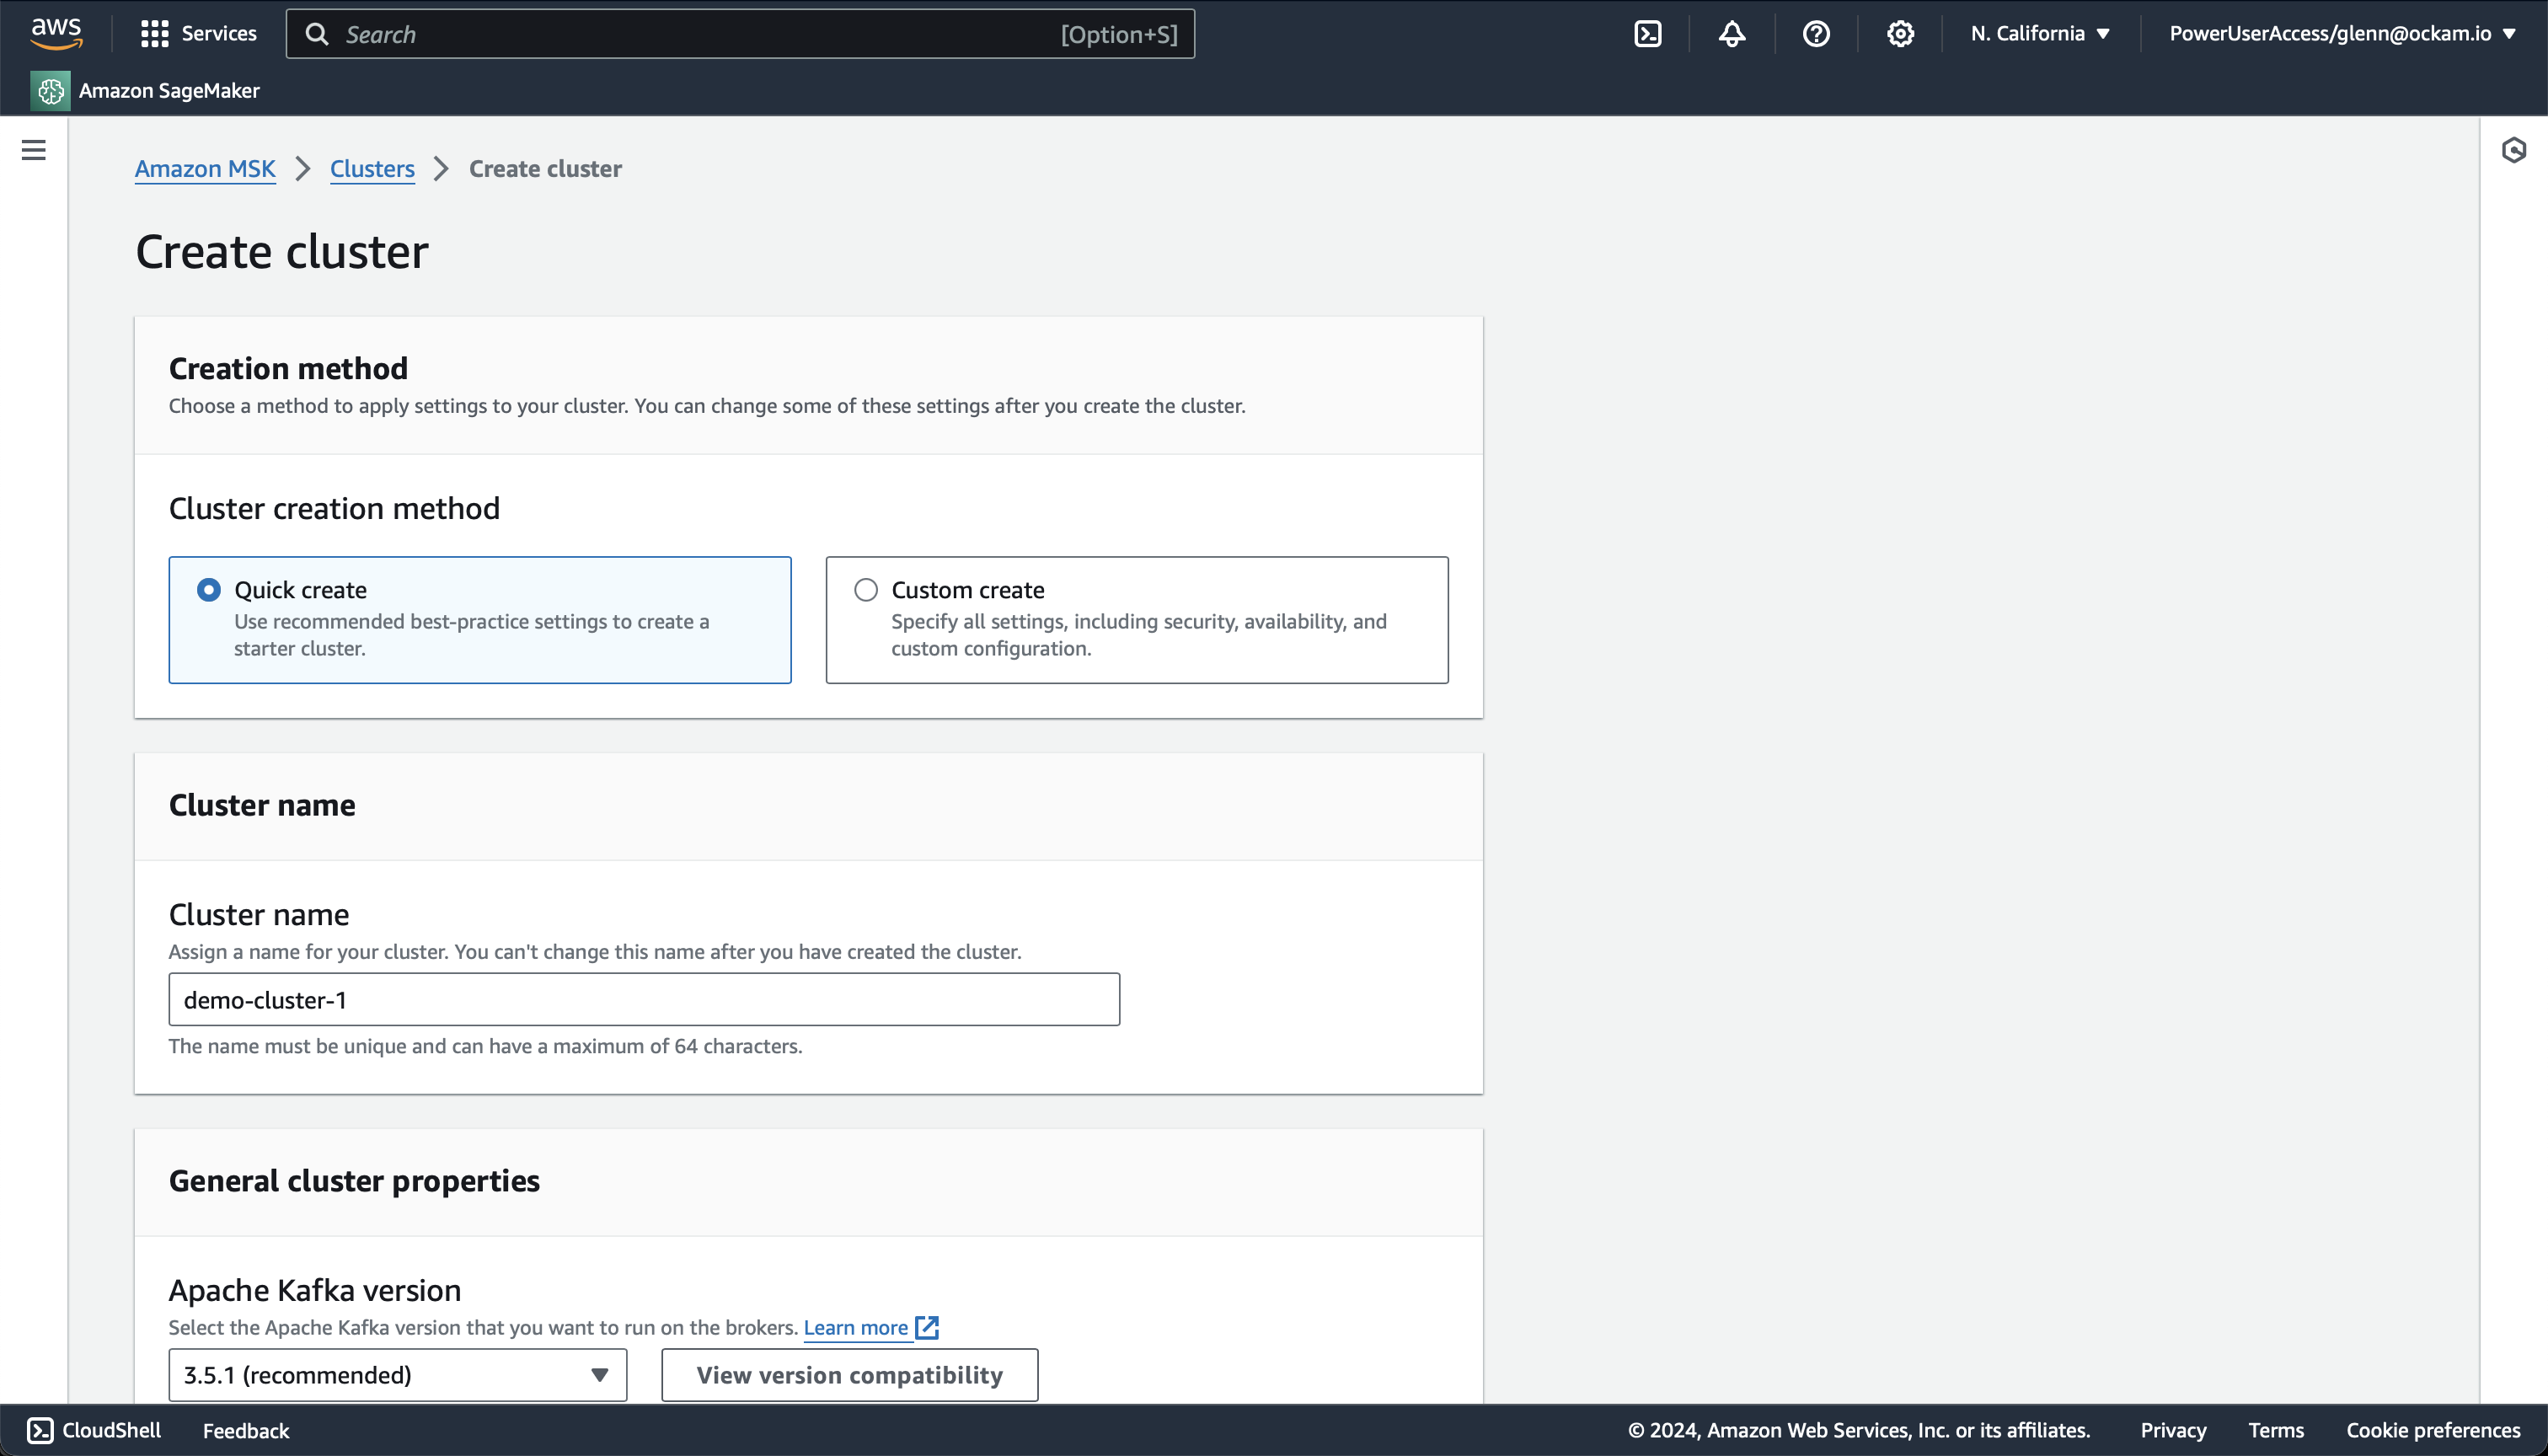 aws
Services
Search
[Option+S]
N. California
PowerUserAccess/glenn@ockam.io
Amazon SageMaker
Amazon MSK
Clusters
Create cluster
Create cluster
Creation method
Choose a method to apply settings to your cluster. You can change some of these settings after you create the cluster.
Cluster creation method
Quick create
Use recommended best-practice settings to create a
starter cluster.
Custom create
Specify all settings, including security, availability, and
custom configuration.
Cluster name
Cluster name
Assign a name for your cluster. You can't change this name after you have created the cluster.
demo-cluster-1
The name must be unique and can have a maximum of 64 characters.
General cluster properties
Apache Kafka version
Select the Apache Kafka version that you want to run on the brokers. Learn more
3.5.1 (recommended)
View version compatibility
CloudShell
Feedback
© 2024, Amazon Web Services, Inc. or its affiliates.
Privacy
Terms
Cookie preferences